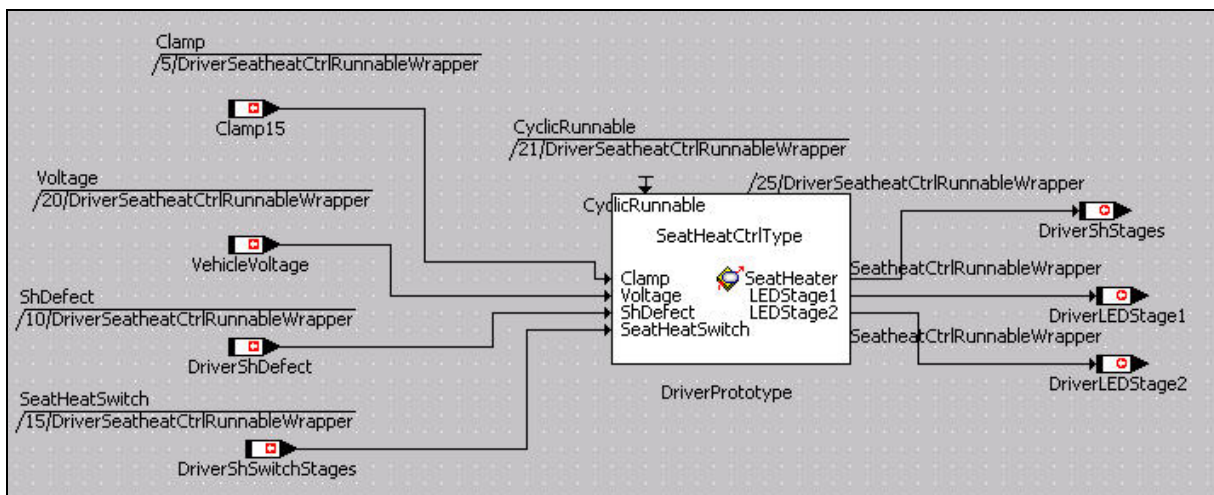 Clamp
/5/DriverSeatheatCtrlRunnableWrapper
Clamp15
CyclicRunnable
/21/DriverSeatheatCtrlRunnableWrapper
Voltage
/20/DriverSeatheatCtrlRunnableWrapper
VehicleVoltage
ShDefect
/10/DriverSeatheatCtrlRunnableWrapper
DriverShDefect
SeatHeatSwitch
/15/DriverSeatheatCtrlRunnableWrapper
DriverShSwitchStages
CyclicRunnable
SeatHeatCtrlType
Clamp
Voltage
ShDefect
SeatHeatSwitch
SeatHeater
LEDStage1
LEDStage2
DriverPrototype
/25/DriverSeatheatCtrlRunnableWrapper
DriverShStages
SeatheatCtrlRunnableWrapper
DriverLEDStage1
SeatheatCtrlRunnableWrapper
DriverLEDStage2